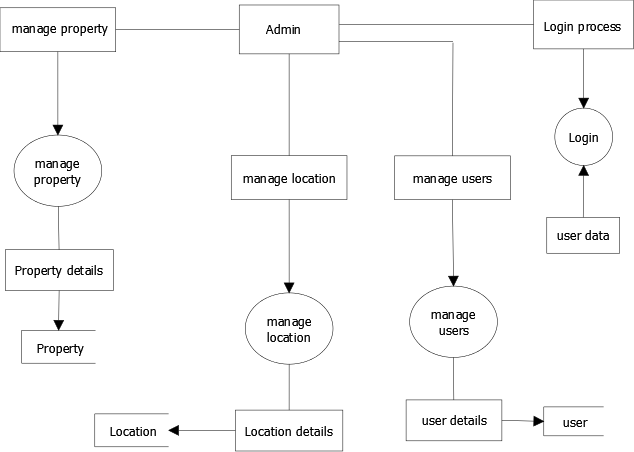 manage property
Admin
Login process
manage
property
Login
manage location
manage users
user data
Property details
manage
location
manage
users
Property
Location
Location details
user details
user